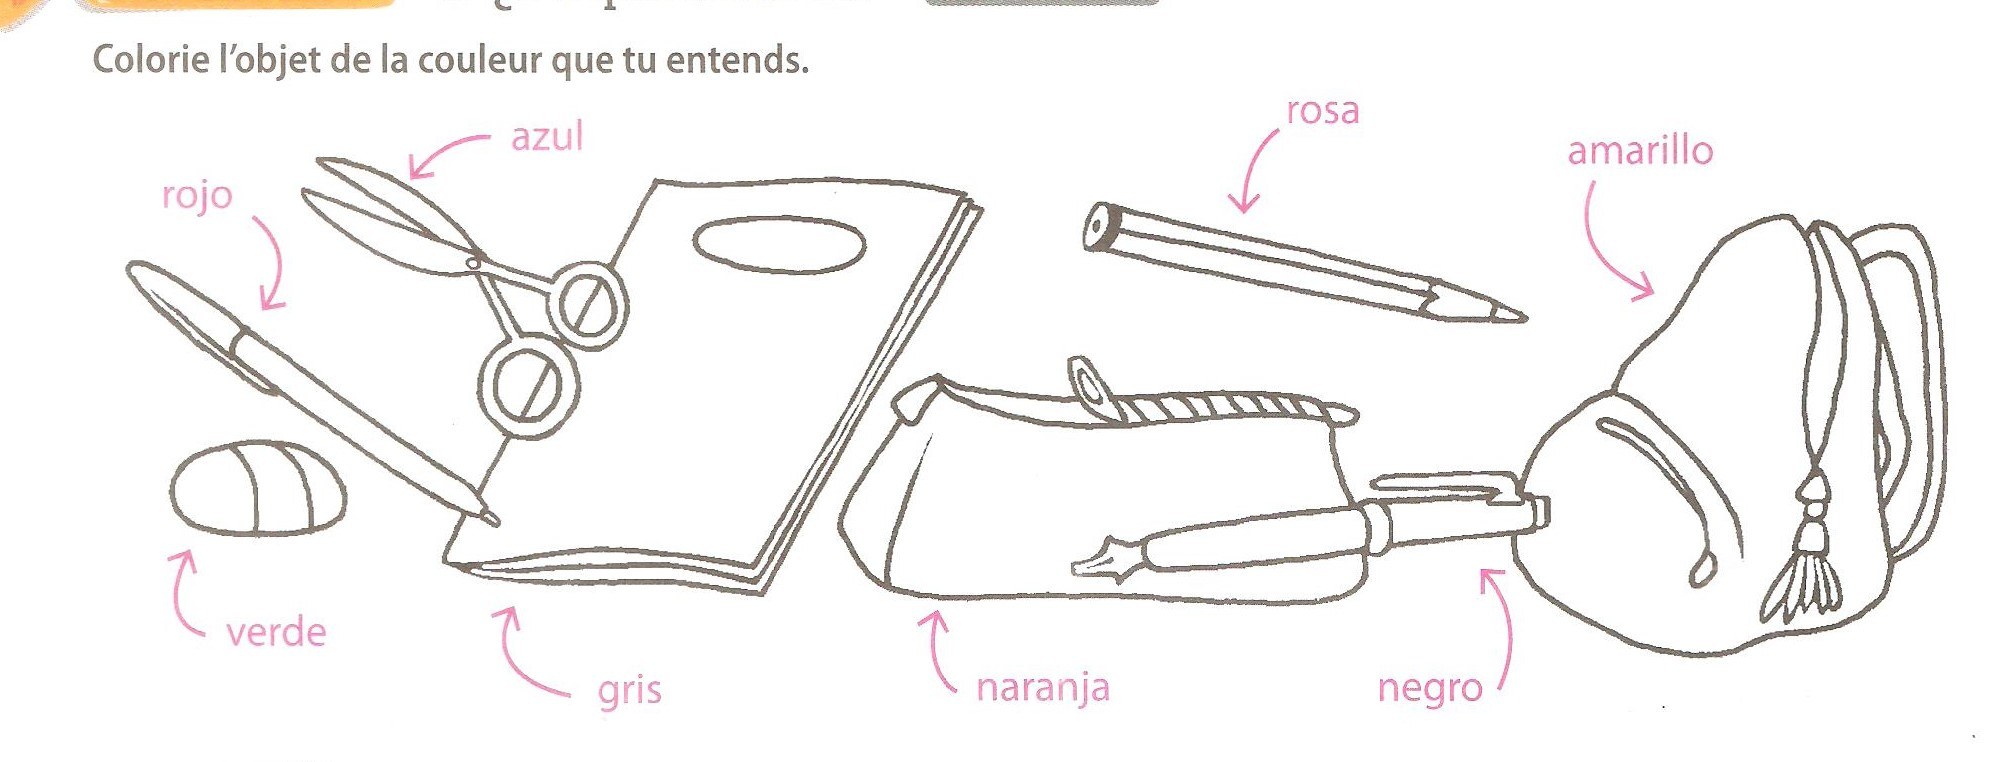 Colorie l'objet de la couleur que tu entends.
rosa
azul
amarillo
rojo
verde
gris
naranja
negro